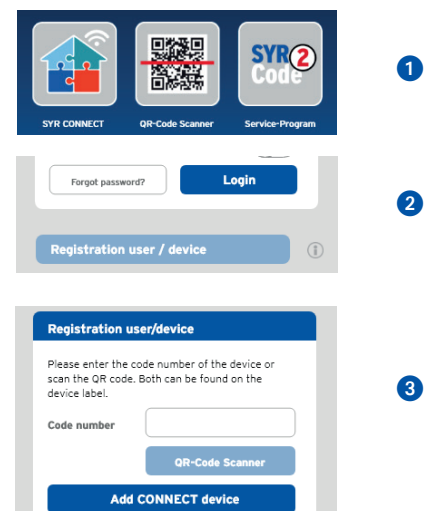 SYR 2
Code
SYR CONNECT
QR-Code Scanner
Service-Program
1
Forgot password?
Login
2
Registration user / device
i
Registration user/device
Please enter the code number of the device or
scan the QR code. Both can be found on the
device label.
3
Code number
QR-Code Scanner
Add CONNECT device